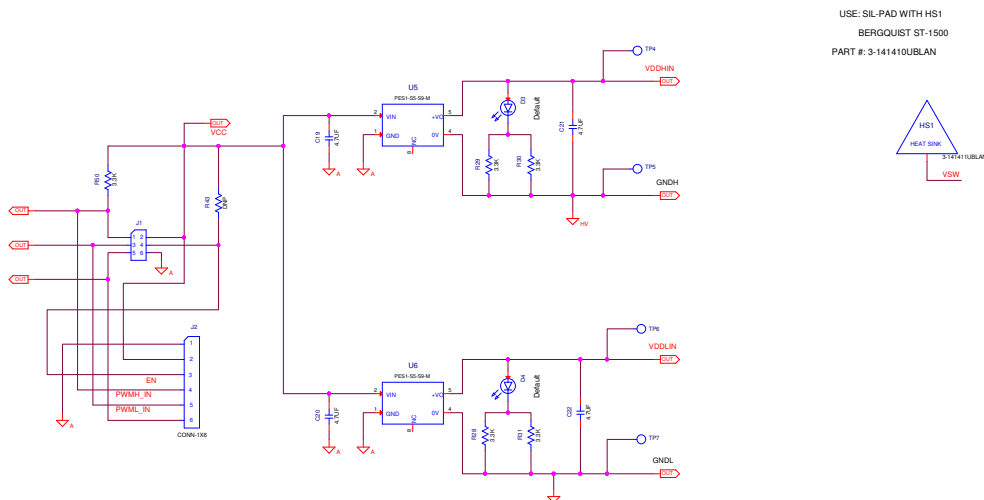 USE: SIL-PAD WITH HS1
BERGQUIST ST-1500
PART #: 3-141410UBLAN
HS1
HEAT SINK
3-141411UBLAN
VSW
TP4
VDDHIN
OUT
U5
PES1-S5-S9-M
2 VIN +VO 5
1 GND 0V 4
NC
8
C19
4.7UF
A
A
D3
Default
R29
3.3K
R30
3.3K
C21
4.7UF
TP5
GNDH
OUT
HV
OUT
VCC
R50
3.3K
R43
DNP
OUT
OUT
OUT
J1
1 2
3 4
5 6
A
J2
1
2
3
4
5
6
EN
PWMH_IN
PWML_IN
CONN-1X6
A
TP6
VDDLIN
OUT
U6
PES1-S5-S9-M
2 VIN +VO 5
1 GND 0V 4
NC
8
C20
4.7UF
A
A
D4
Default
R28
3.3K
R31
3.3K
C22
4.7UF
TP7
GNDL
OUT